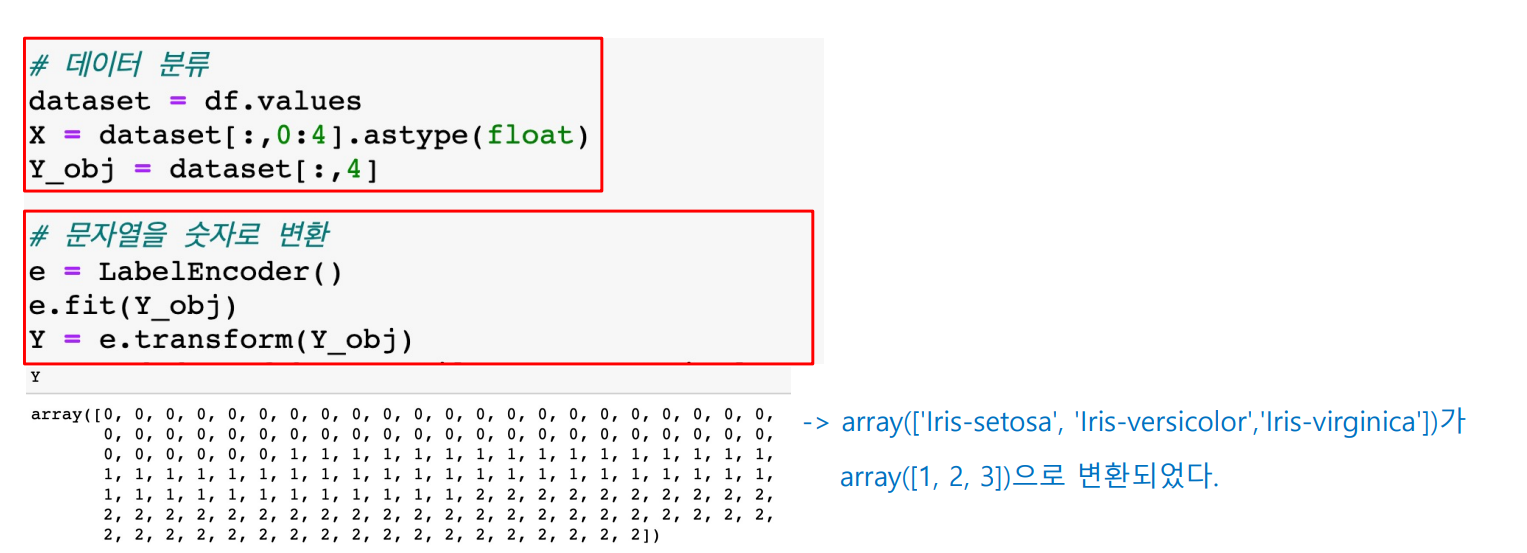 # 데이터 분류
dataset = df.values
X = dataset[:,0:4].astype(float)
Y_obj = dataset[:,4]
# 문자열을 숫자로 변환
e = LabelEncoder()
e.fit(Y_obj)
Y = e.transform(Y_obj)
Y
array([0, 0, 0, 0, 0, 0, 0, 0, 0, 0, 0, 0, 0, 0, 0, 0, 0, 0, 0, 0, 0, 0,
0, 0, 0, 0, 0, 0, 0, 0, 0, 0, 0, 0, 0, 0, 0, 0, 0, 0, 0, 0, 0, 0,
0, 0, 0, 0, 0, 0, 1, 1, 1, 1, 1, 1, 1, 1, 1, 1, 1, 1, 1, 1, 1, 1,
1, 1, 1, 1, 1, 1, 1, 1, 1, 1, 1, 1, 1, 1, 1, 1, 1, 1, 1, 1, 1, 1,
1, 1, 1, 1, 1, 1, 1, 1, 1, 1, 1, 1, 2, 2, 2, 2, 2, 2, 2, 2, 2, 2,
2, 2, 2, 2, 2, 2, 2, 2, 2, 2, 2, 2, 2, 2, 2, 2, 2, 2, 2, 2, 2, 2,
2, 2, 2, 2, 2, 2, 2, 2, 2, 2, 2, 2, 2, 2, 2, 2, 2, 2])
-> array(['Iris-setosa', 'Iris-versicolor','Iris-virginica'])가
array([1, 2, 3])으로 변환되었다.